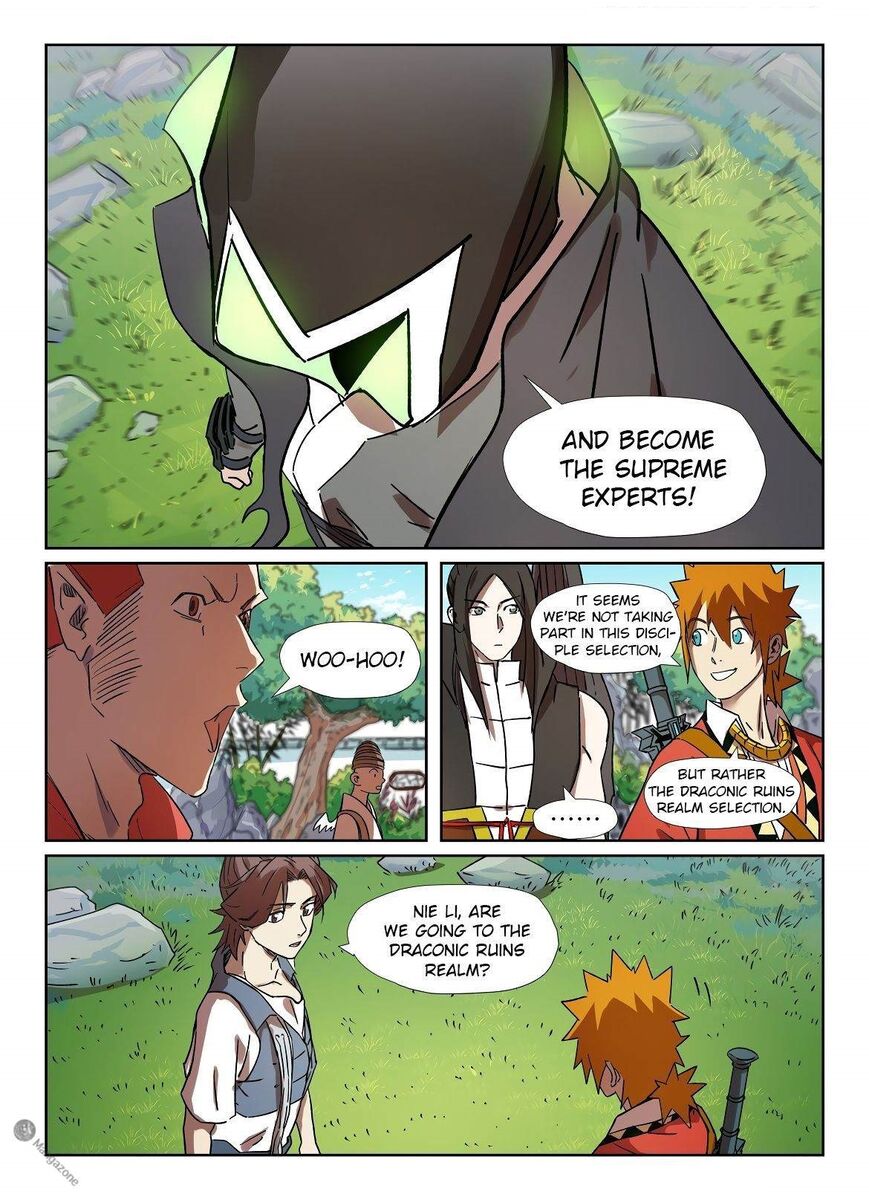 AND BECOME
THE SUPREME
EXPERTS!
WOO-HOO!
IT SEEMS
WE'RE NOT TAKING
PART IN THIS DISCI-
PLE SELECTION,
BUT RATHER
THE DRACONIC RUINS
REALM SELECTION.
......
NIE LI, ARE
WE GOING TO THE
DRACONIC RUINS
REALM?
Mangazone